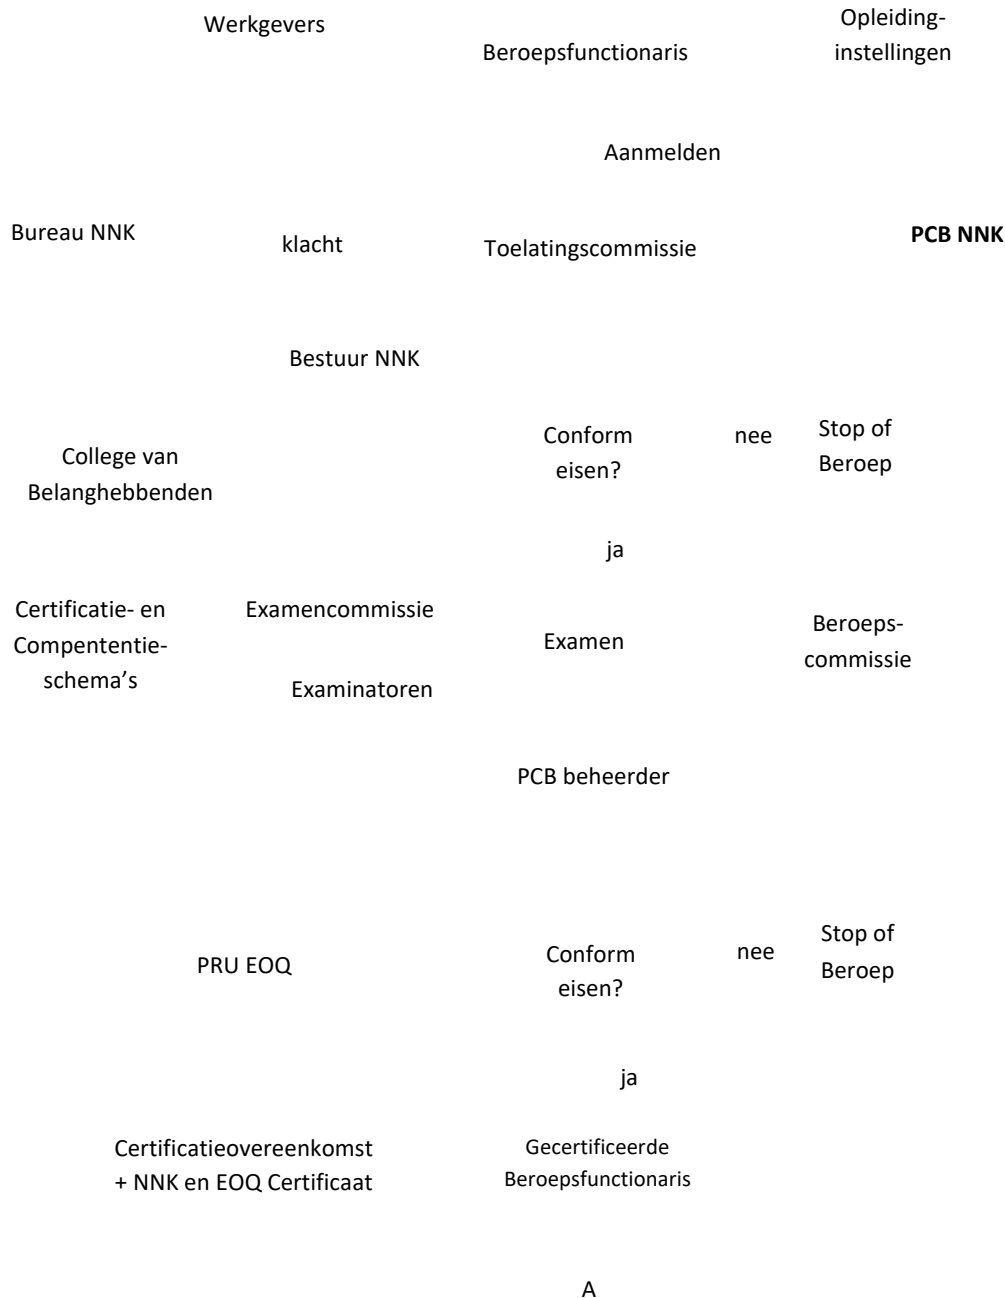 Werkgevers
Beroepsfunctionaris
Opleiding-
instellingen
Aanmelden
Bureau NNK
klacht
Toelatingscommissie
PCB NNK
Bestuur NNK
College van
Belanghebbenden
Conform
eisen?
nee
Stop of
Beroep
ja
Certificatie- en
Compententie-
schema’s
Examencommissie
Examinatoren
Examen
Beroeps-
commissie
PCB beheerder
PRU EOQ
Conform
eisen?
nee
Stop of
Beroep
ja
Certificatieovereenkomst
+ NNK en EOQ Certificaat
Gecertificeerde
Beroepsfunctionaris
A